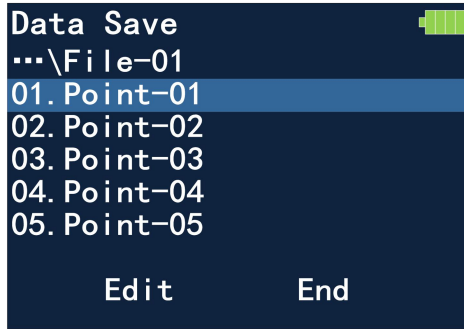 Data Save
…\File-01
01.Point-01
02.Point-02
03.Point-03
04.Point-04
05.Point-05
Edit End